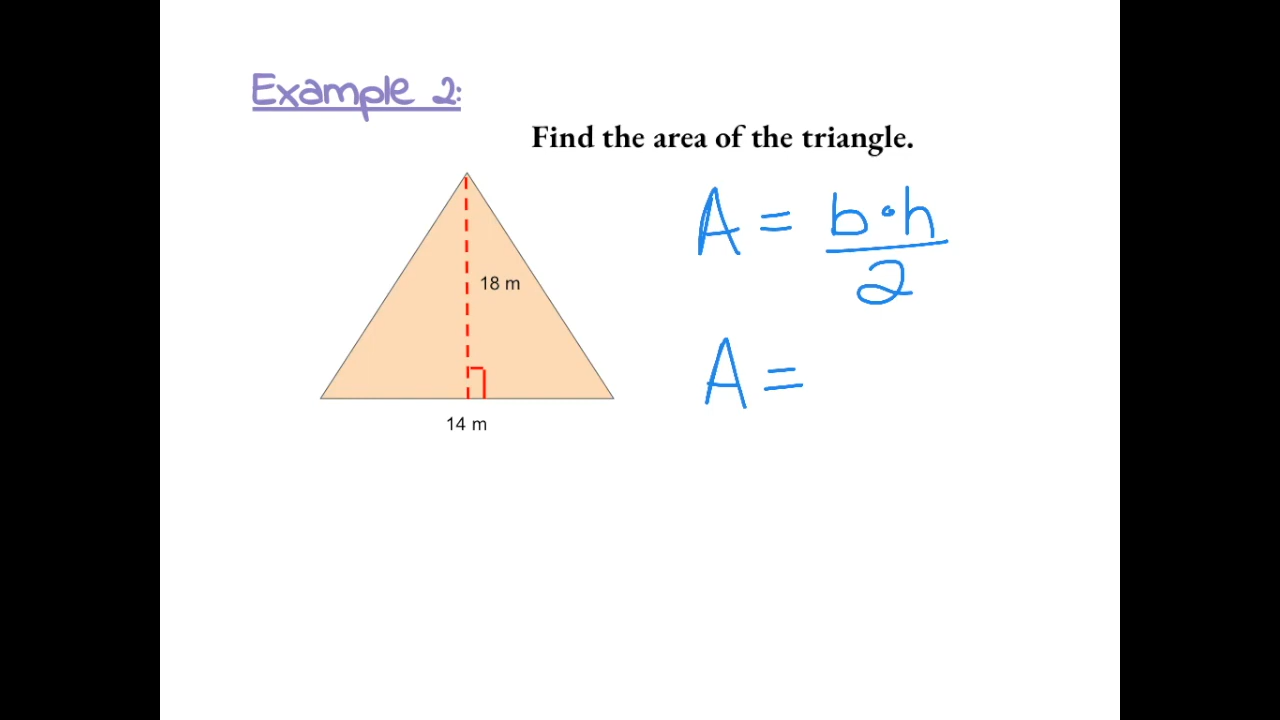 Example 2:
Find the area of the triangle.
A = b·h
2
18 m
A =
14 m